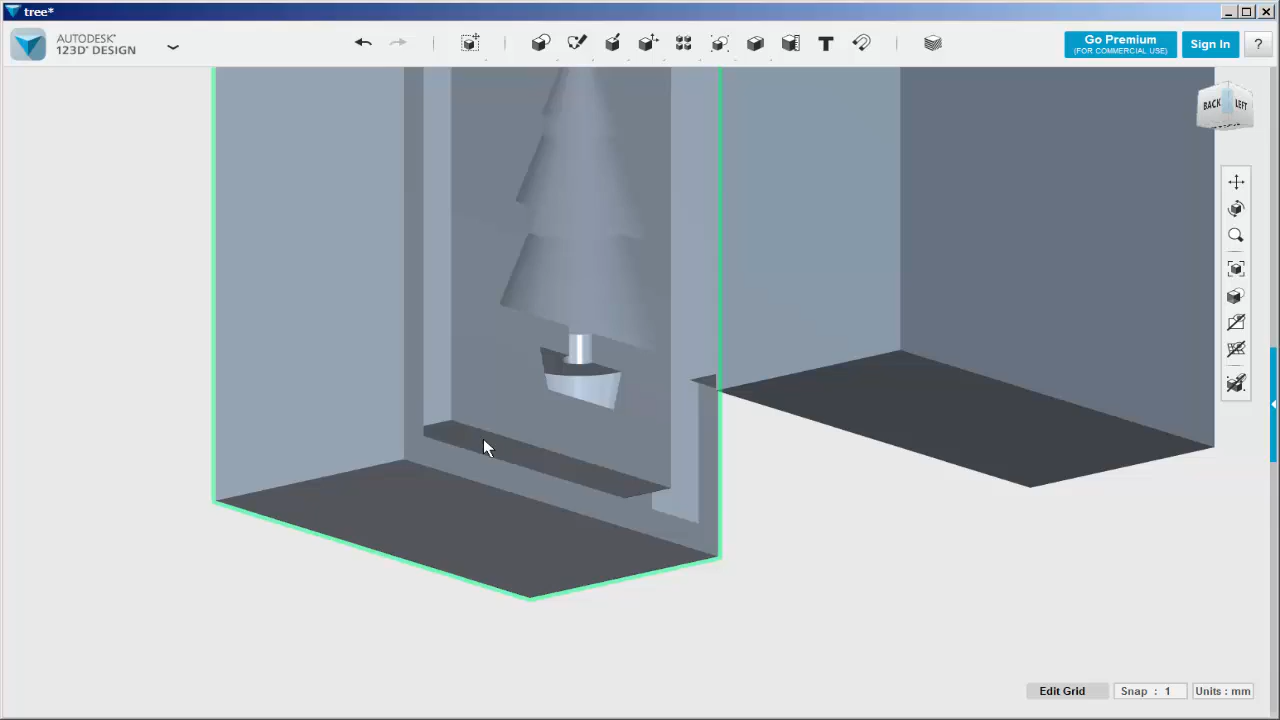 tree*
AUTODESK®
123D® DESIGN
Go Premium
(FOR COMMERCIAL USE)
Sign In
?
BACK
LEFT
Edit Grid
Snap : 1
Units : mm